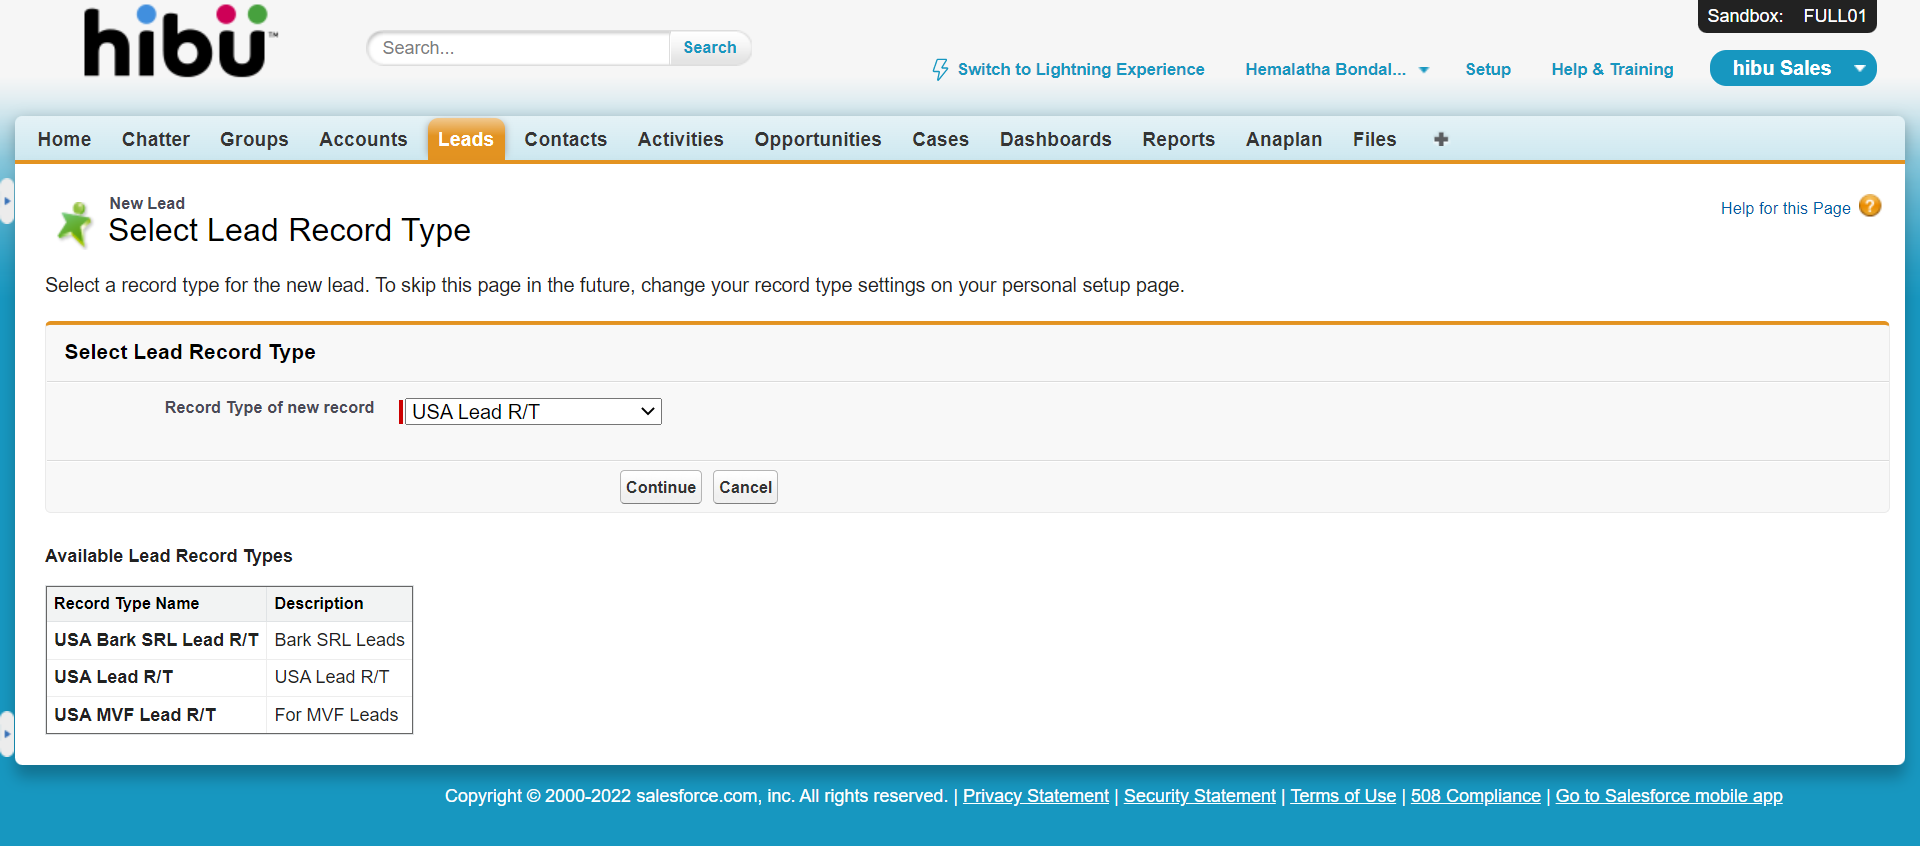 hibü™
Search...
Search
Sandbox: FULL01
Switch to Lightning Experience
Hemalatha Bondal...
Setup
Help & Training
hibu Sales
Home Chatter Groups Accounts Leads Contacts Activities Opportunities Cases Dashboards Reports Anaplan Files
New Lead
Select Lead Record Type
Help for this Page ?
Select a record type for the new lead. To skip this page in the future, change your record type settings on your personal setup page.
Select Lead Record Type
Record Type of new record USA Lead R/T
Continue Cancel
Available Lead Record Types
Record Type Name Description
USA Bark SRL Lead R/T Bark SRL Leads
USA Lead R/T USA Lead R/T
USA MVF Lead R/T For MVF Leads
Copyright © 2000-2022 salesforce.com, inc. All rights reserved. | Privacy Statement | Security Statement | Terms of Use | 508 Compliance | Go to Salesforce mobile app